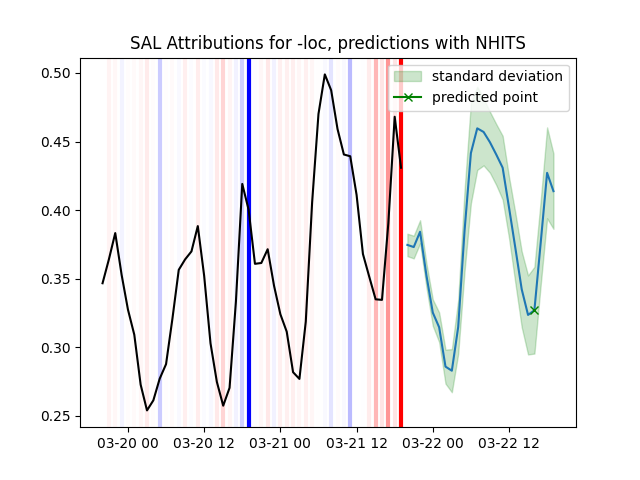 SAL Attributions for -loc, predictions with NHITS
standard deviation
predicted point
0.50
0.45
0.40
0.35
0.30
0.25
03-20 00 03-20 12 03-21 00 03-21 12 03-22 00 03-22 12